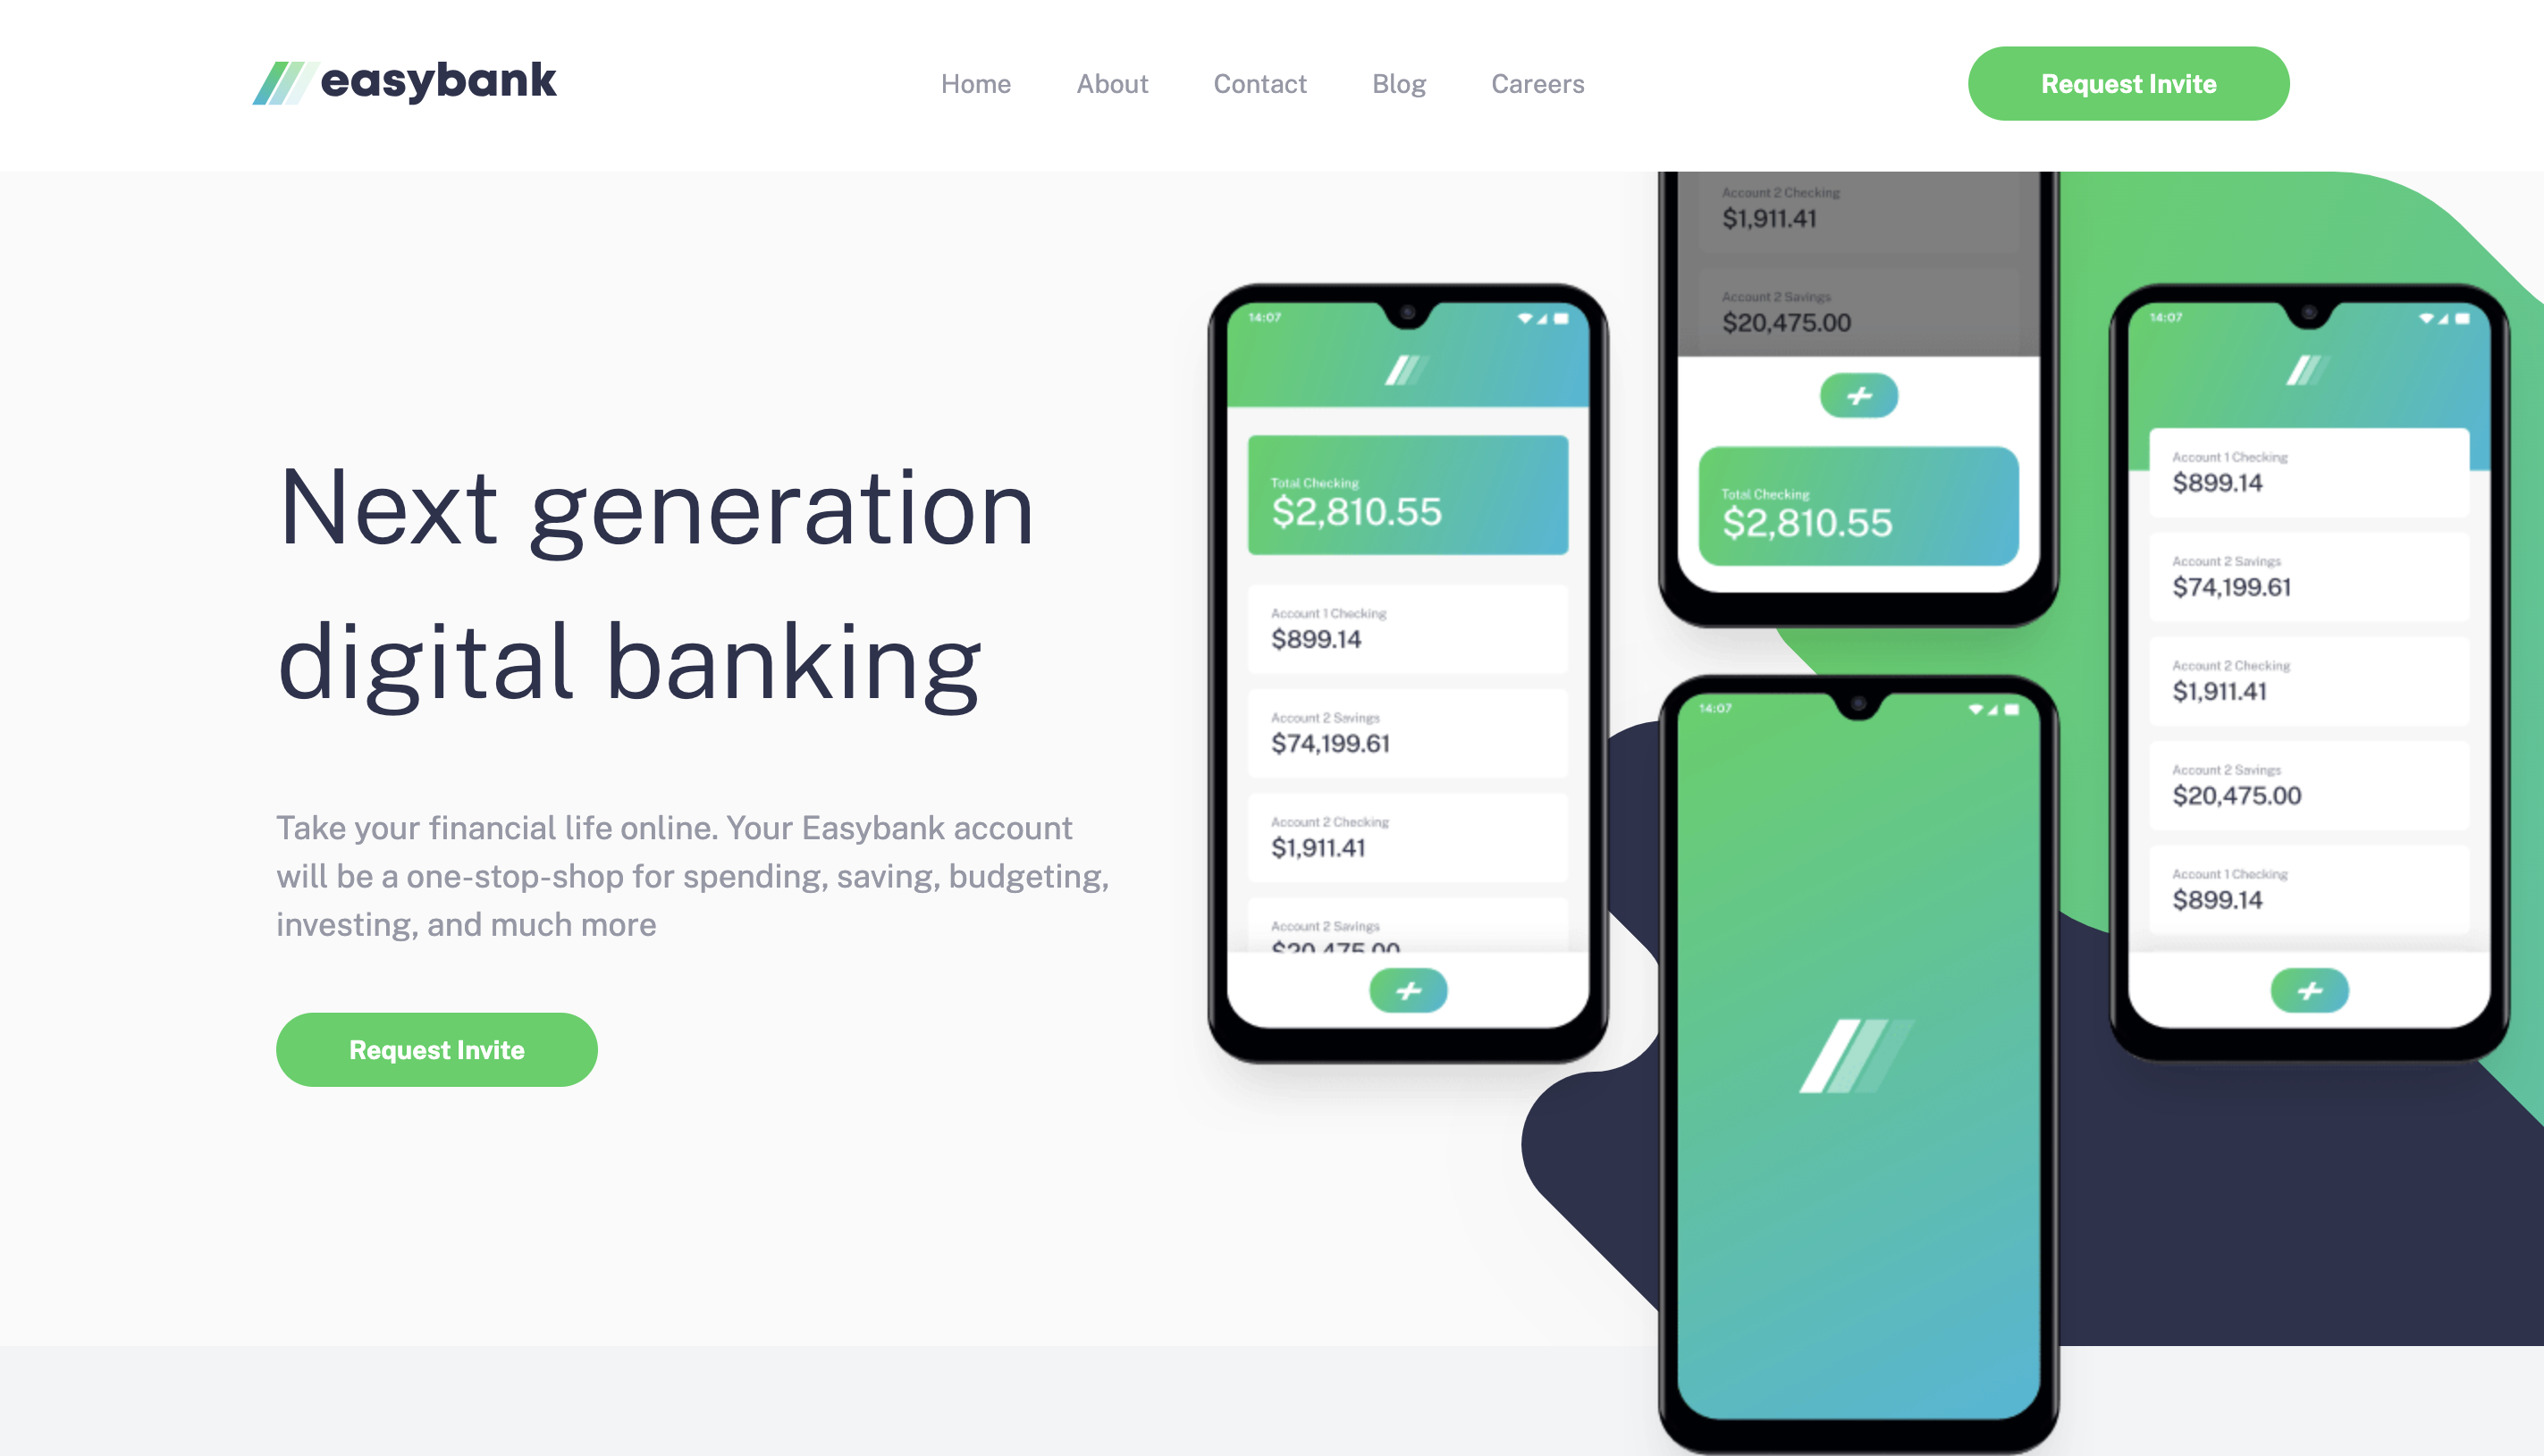 easybank
Home
About
Contact
Blog
Careers
Request Invite
Next generation
digital banking
Take your financial life online. Your Easybank account
will be a one-stop-shop for spending, saving, budgeting,
investing, and much more
Request Invite
14:07
Total Checking
$2,810.55
Account 1 Checking
$899.14
Account 2 Savings
$74,199.61
Account 2 Checking
$1,911.41
Account 2 Savings
$20,475.00
Account 2 Checking
$1,911.41
Account 2 Savings
$20,475.00
Total Checking
$2,810.55
14:07
14:07
Account 1 Checking
$899.14
Account 2 Savings
$74,199.61
Account 2 Checking
$1,911.41
Account 2 Savings
$20,475.00
Account 1 Checking
$899.14